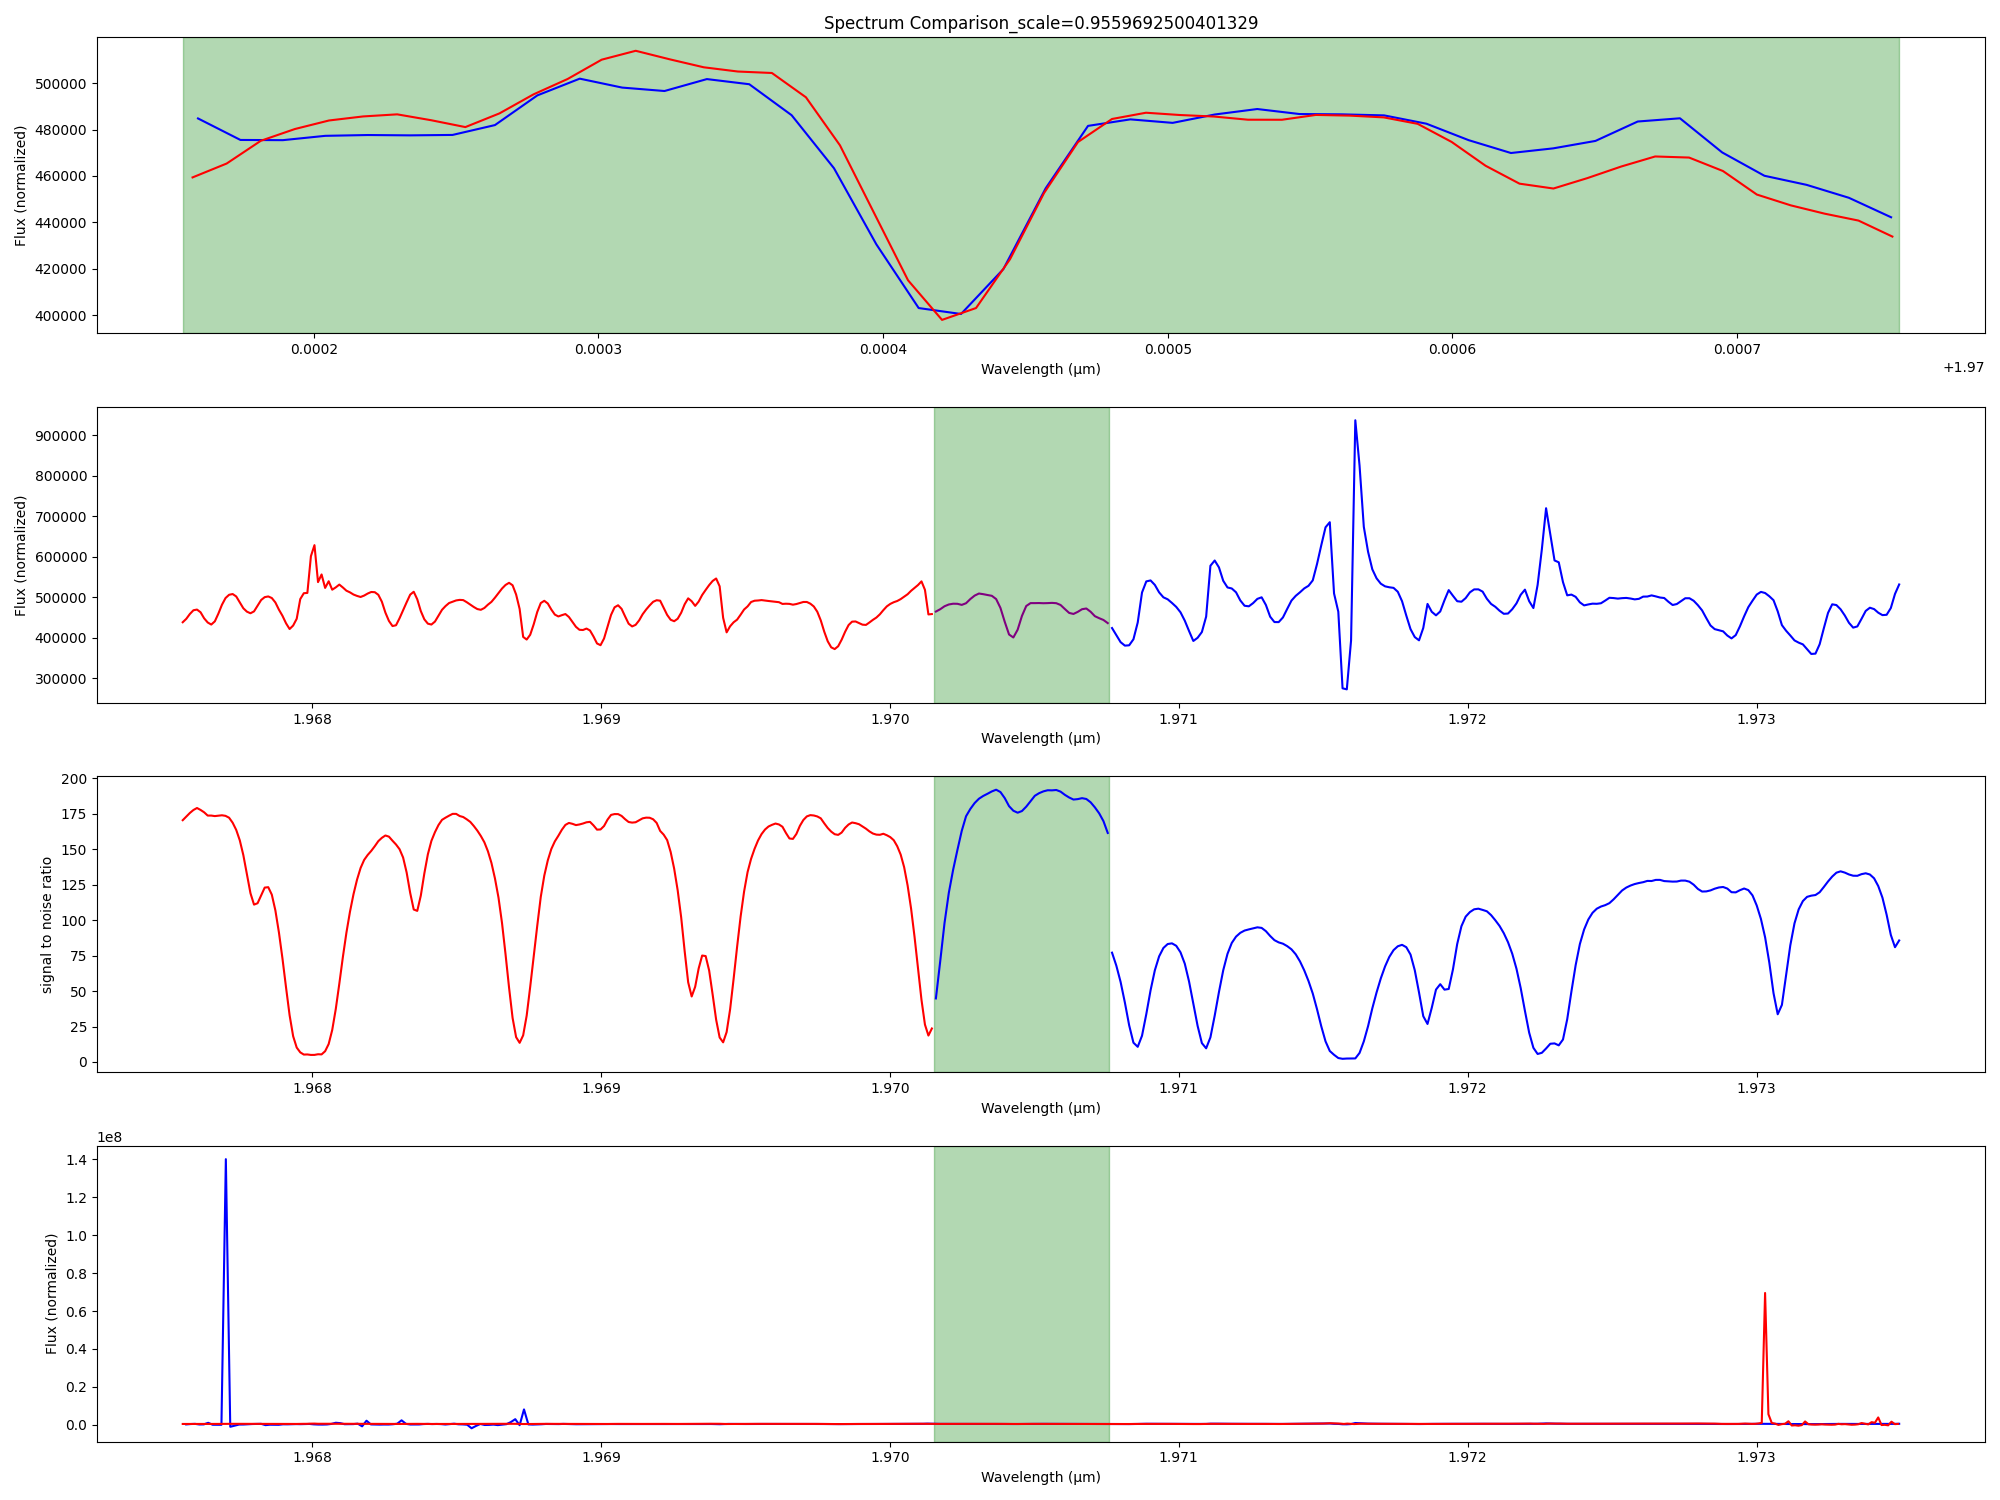 Spectrum Comparison_scale=0.9559692500401329
Flux (normalized)
500000
480000
460000
440000
420000
400000
0.0002 0.0003 0.0004 0.0005 0.0006 0.0007
Wavelength (μm)
+1.97
Flux (normalized)
900000
800000
700000
600000
500000
400000
300000
1.968 1.969 1.970 1.971 1.972 1.973
Wavelength (μm)
signal to noise ratio
200
175
150
125
100
75
50
25
0
1.968 1.969 1.970 1.971 1.972 1.973
Wavelength (μm)
1e8
Flux (normalized)
1.4
1.2
1.0
0.8
0.6
0.4
0.2
0.0
1.968 1.969 1.970 1.971 1.972 1.973
Wavelength (μm)